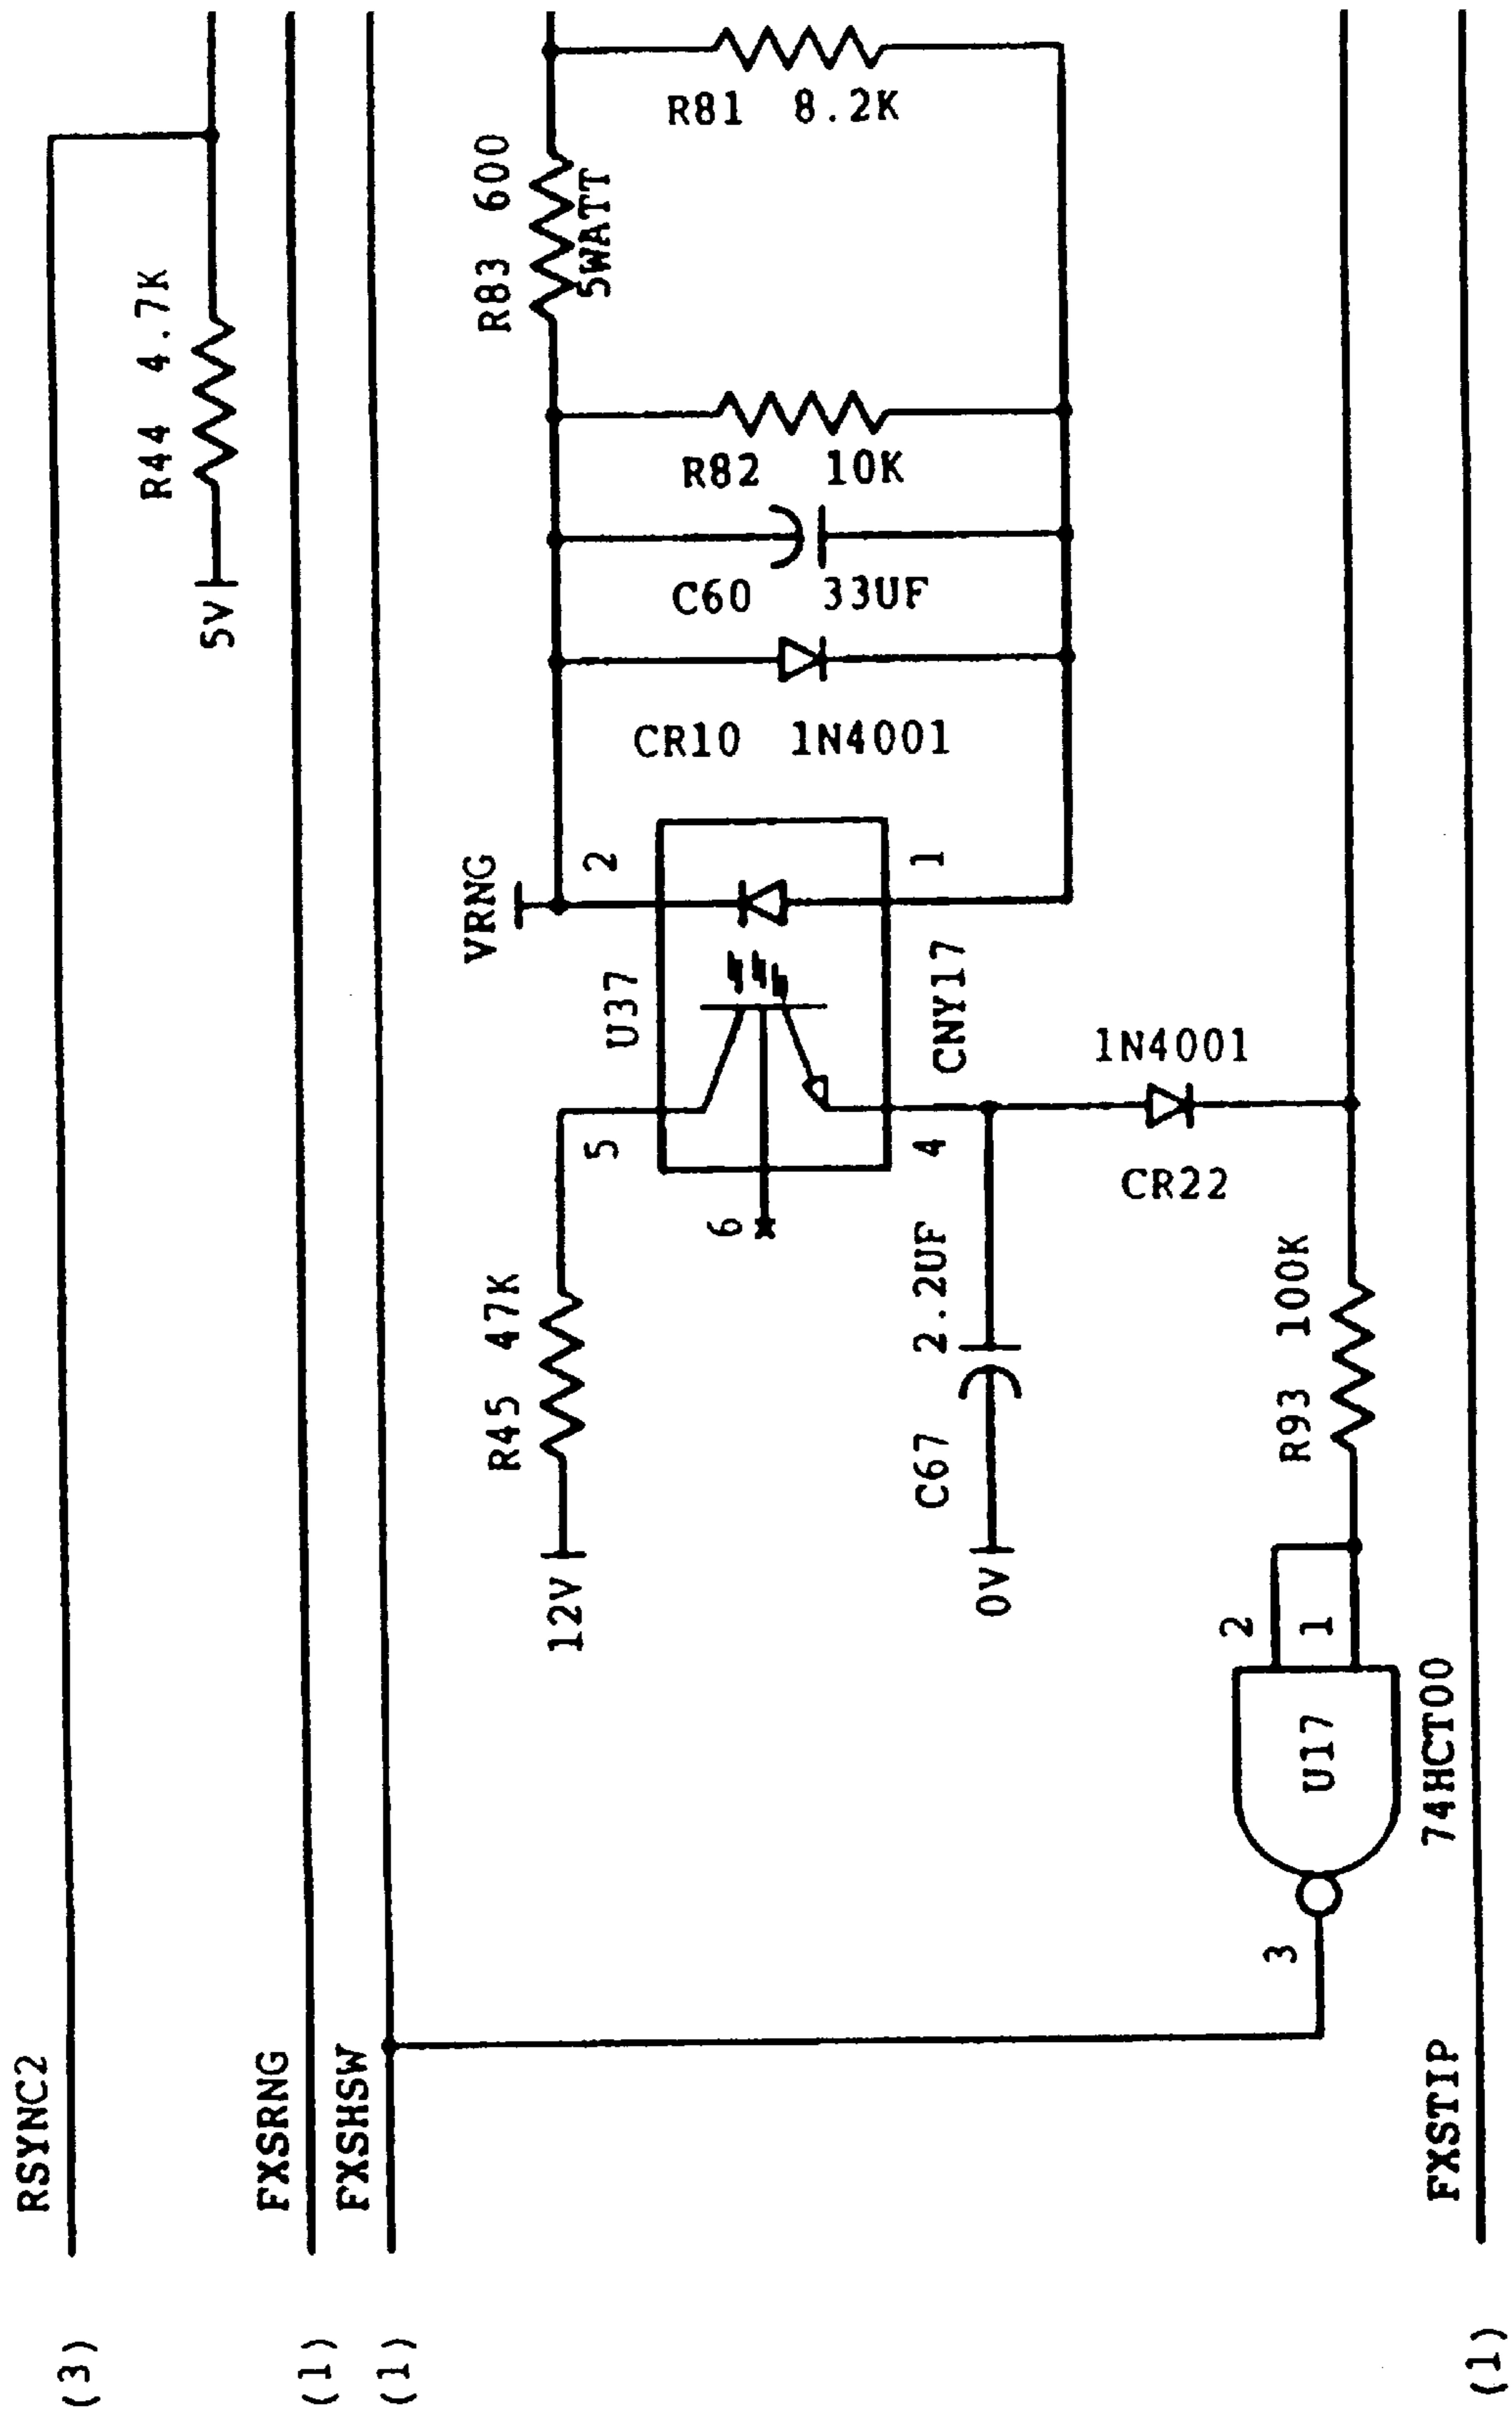 (3) RSYNC2
R44 4.7K
5V
(1) FXSRNG
(1) FXSHSW
R83 600
5WATT
R81 8.2K
R82 10K
C60 33UF
CR10 1N4001
VRNG
2
1
U37
CNY17
5
6
4
R45 47K
12V
C67 2.2UF
0V
1N4001
CR22
R93 100K
2
1
U17
3
74HCT00
(1) FXSTIP